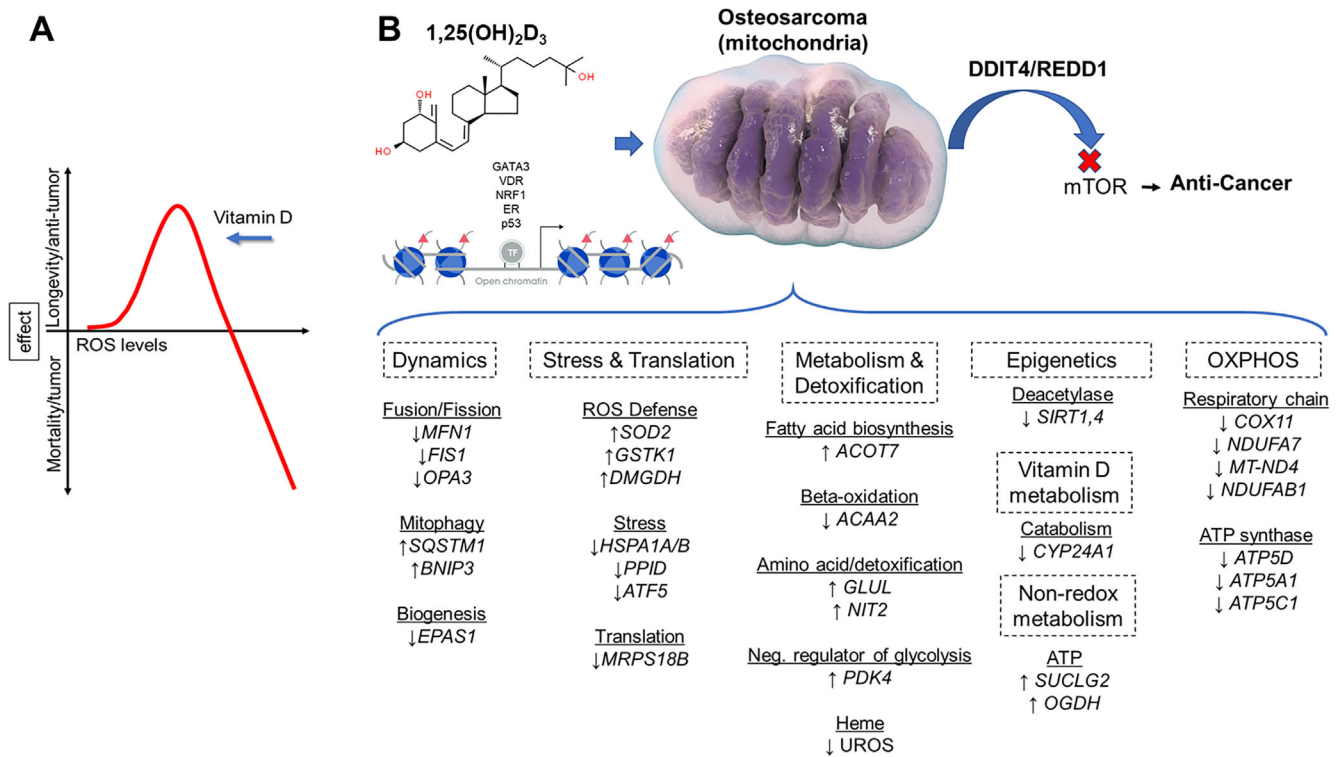 A
effect
Longevity/anti-tumor
Mortality/tumor
Vitamin D
ROS levels
B
1,25(OH)2D3
OH
OH
HO
GATA3
VDR
NRF1
ER
p53
TF
Open chromatin
Osteosarcoma
(mitochondria)
DDIT4/REDD1
mTOR → Anti-Cancer
Dynamics
Fusion/Fission
↓MFN1
↓FIS1
↓OPA3
Mitophagy
↑SQSTM1
↑BNIP3
Biogenesis
↓EPAS1
Stress & Translation
ROS Defense
↑SOD2
↑GSTK1
↑DMGDH
Stress
↓HSPA1A/B
↓PPID
↓ATF5
Translation
↓MRPS18B
Metabolism &
Detoxification
Fatty acid biosynthesis
↑ ACOT7
Beta-oxidation
↓ ACAA2
Amino acid/detoxification
↑ GLUL
↑ NIT2
Neg. regulator of glycolysis
↑ PDK4
Heme
↓ UROS
Epigenetics
Deacetylase
↓ SIRT1,4
Vitamin D
metabolism
Catabolism
↓ CYP24A1
Non-redox
metabolism
ATP
↑ SUCLG2
↑ OGDH
OXPHOS
Respiratory chain
↓ COX11
↓ NDUFA7
↓ MT-ND4
↓ NDUFAB1
ATP synthase
↓ ATP5D
↓ ATP5A1
↓ ATP5C1